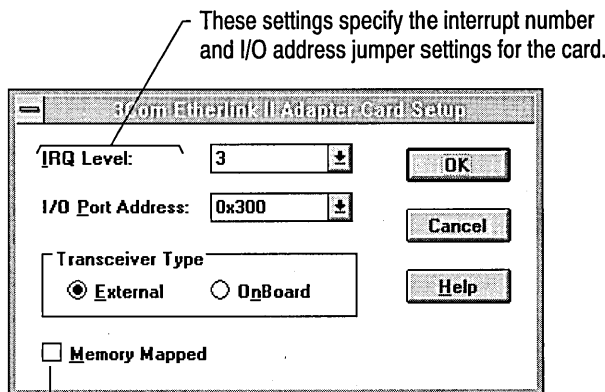 These settings specify the interrupt number
and I/O address jumper settings for the card.
3Com Etherlink II Adapter Card Setup
IRQ Level: 3 OK
I/O Port Address: 0x300 Cancel
Transceiver Type
External OnBoard Help
Memory Mapped